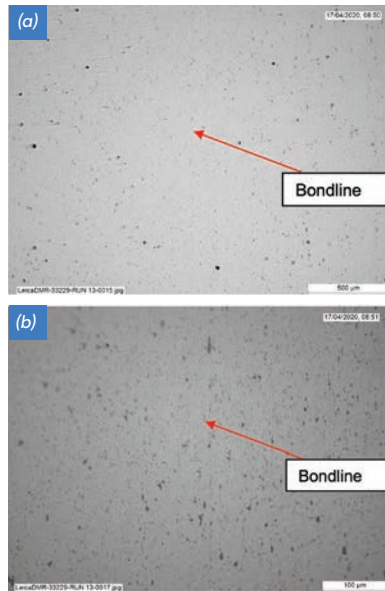 (a)
17/04/2020, 08:50
Bondline
LeicaDMR-33229-RUN 13-0015.jpg
500 µm
(b)
17/04/2020, 08:51
Bondline
LeicaDMR-33229-RUN 13-0017.jpg
100 µm